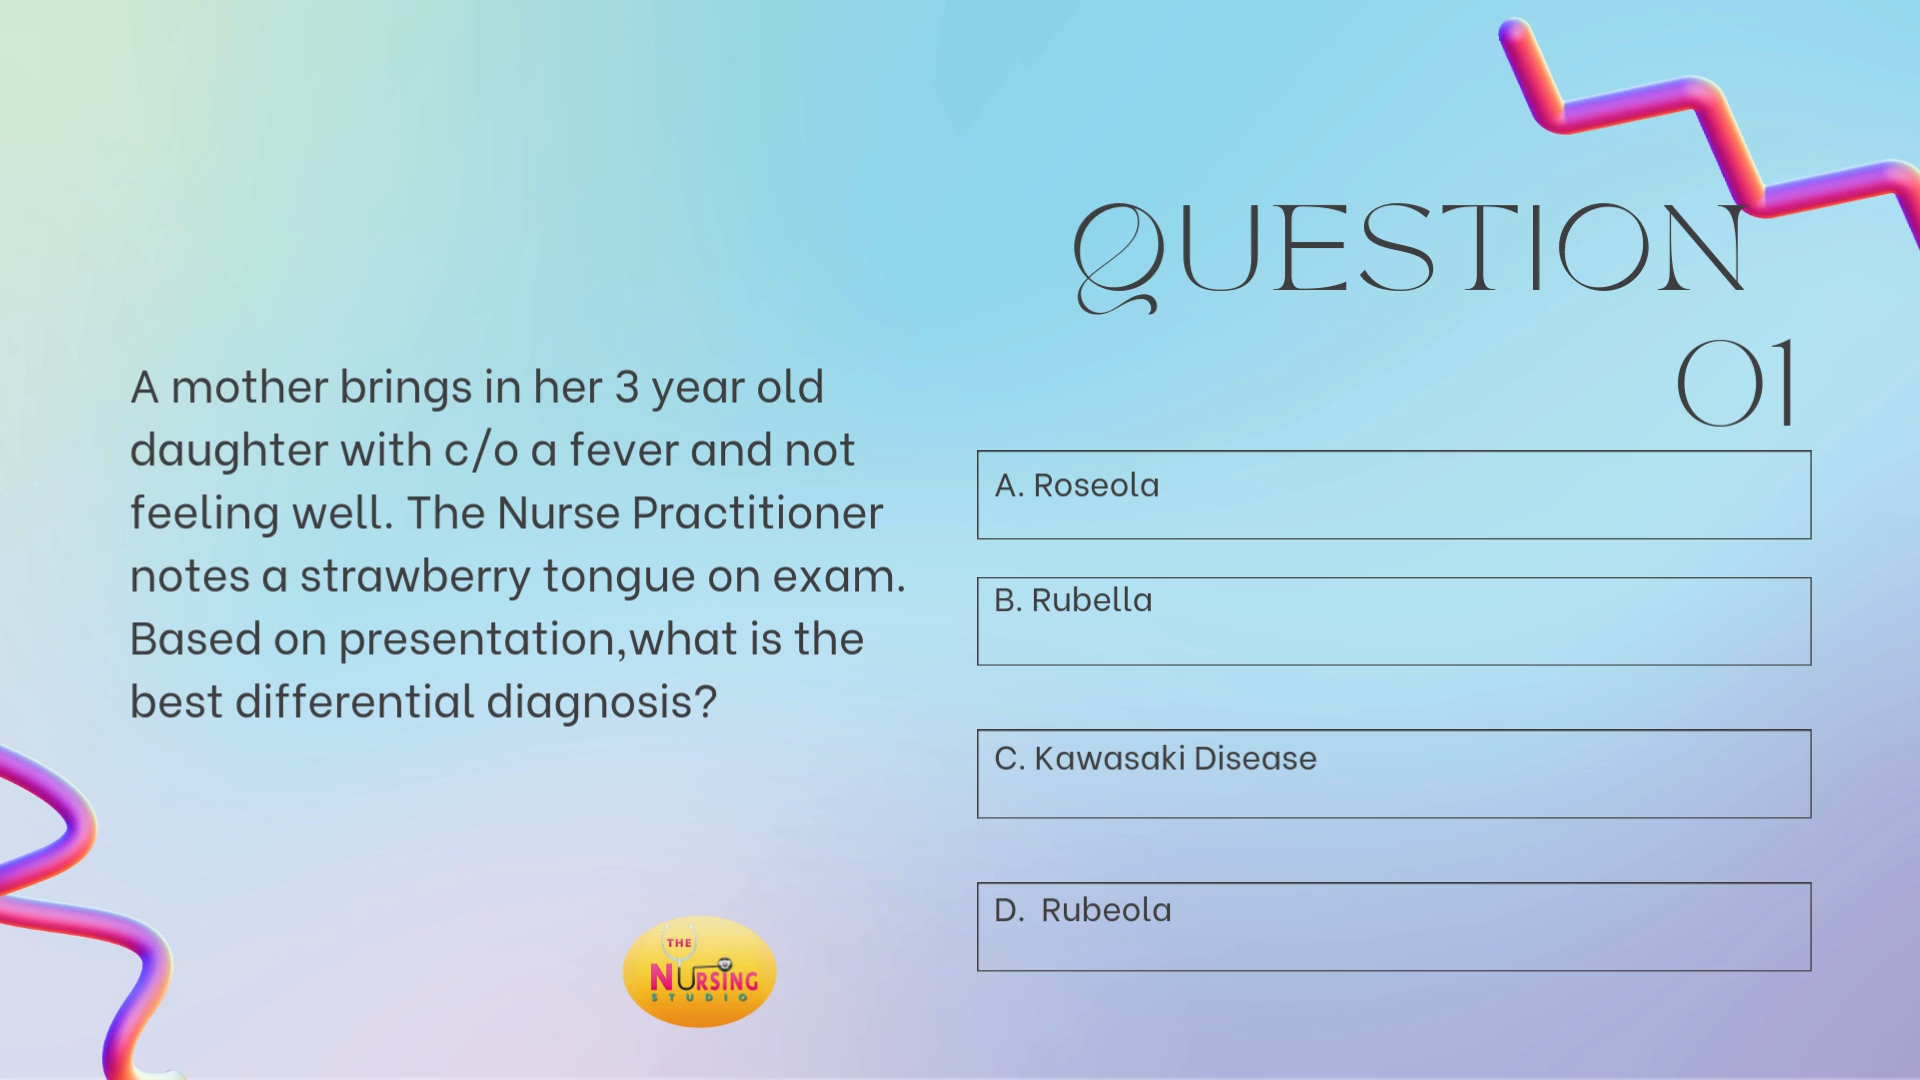 QUESTION
01
A mother brings in her 3 year old
daughter with c/o a fever and not
feeling well. The Nurse Practitioner
notes a strawberry tongue on exam.
Based on presentation,what is the
best differential diagnosis?
A. Roseola
B. Rubella
C. Kawasaki Disease
D. Rubeola
THE
NURSING
STUDIO